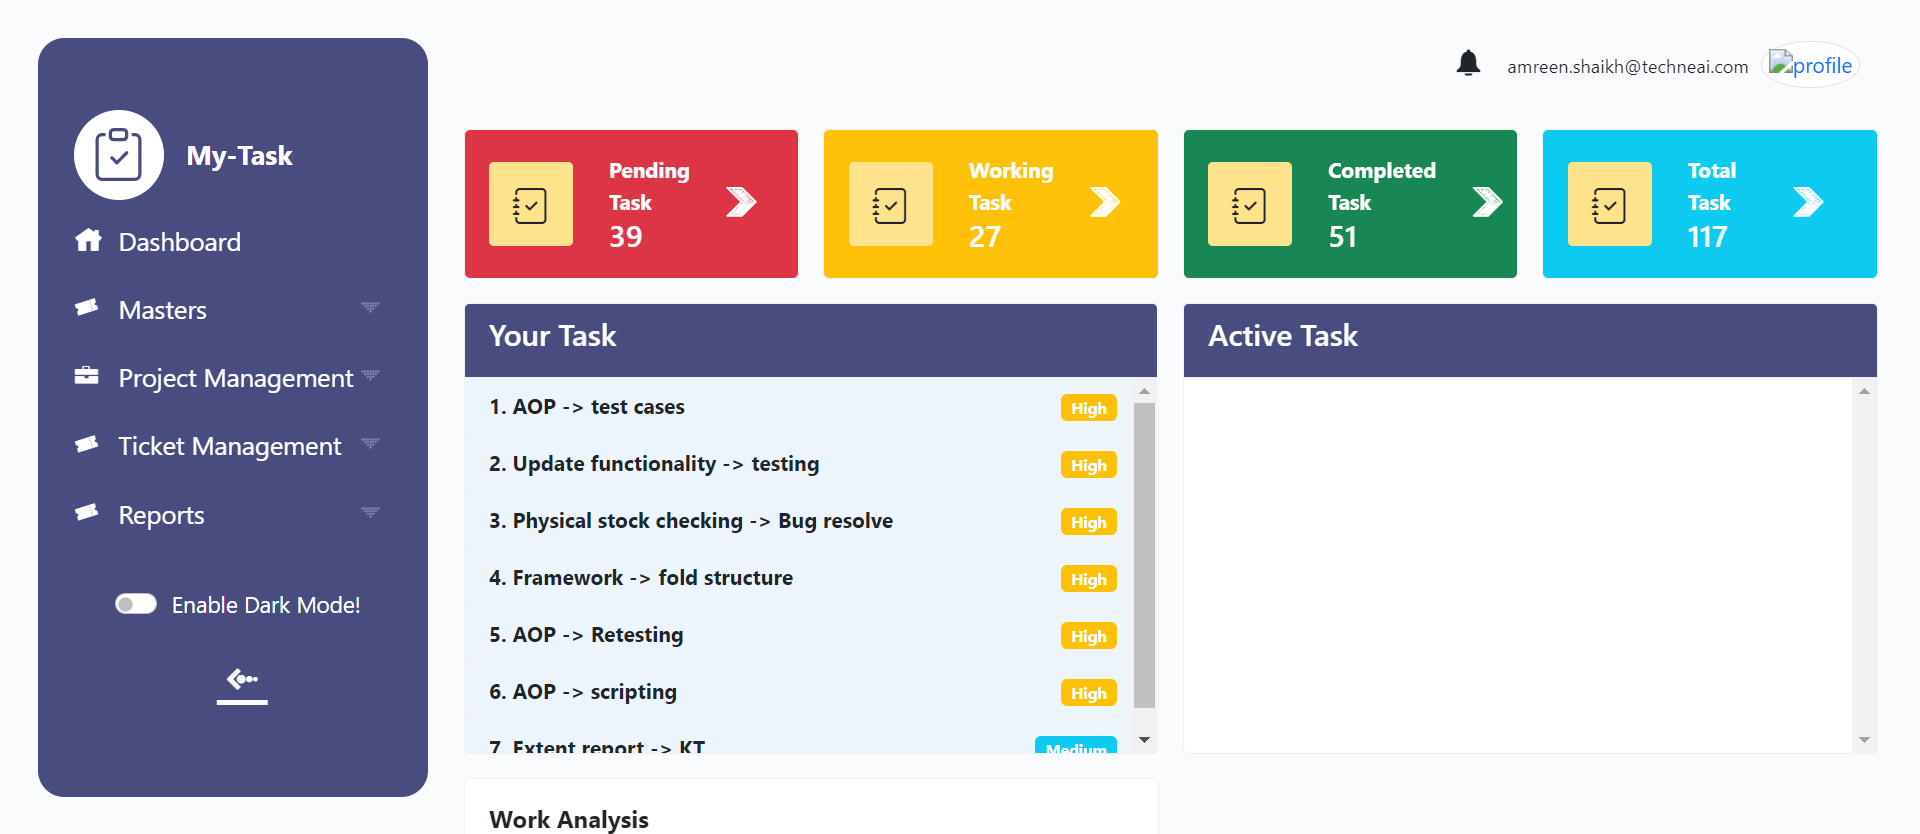 amreen.shaikh@techneai.com profile
My-Task
Dashboard
Masters
Project Management
Ticket Management
Reports
Enable Dark Mode!
Pending
Task
39
Working
Task
27
Completed
Task
51
Total
Task
117
Your Task
1. AOP -> test cases High
2. Update functionality -> testing High
3. Physical stock checking -> Bug resolve High
4. Framework -> fold structure High
5. AOP -> Retesting High
6. AOP -> scripting High
7. Extent report -> KT Medium
Active Task
Work Analysis